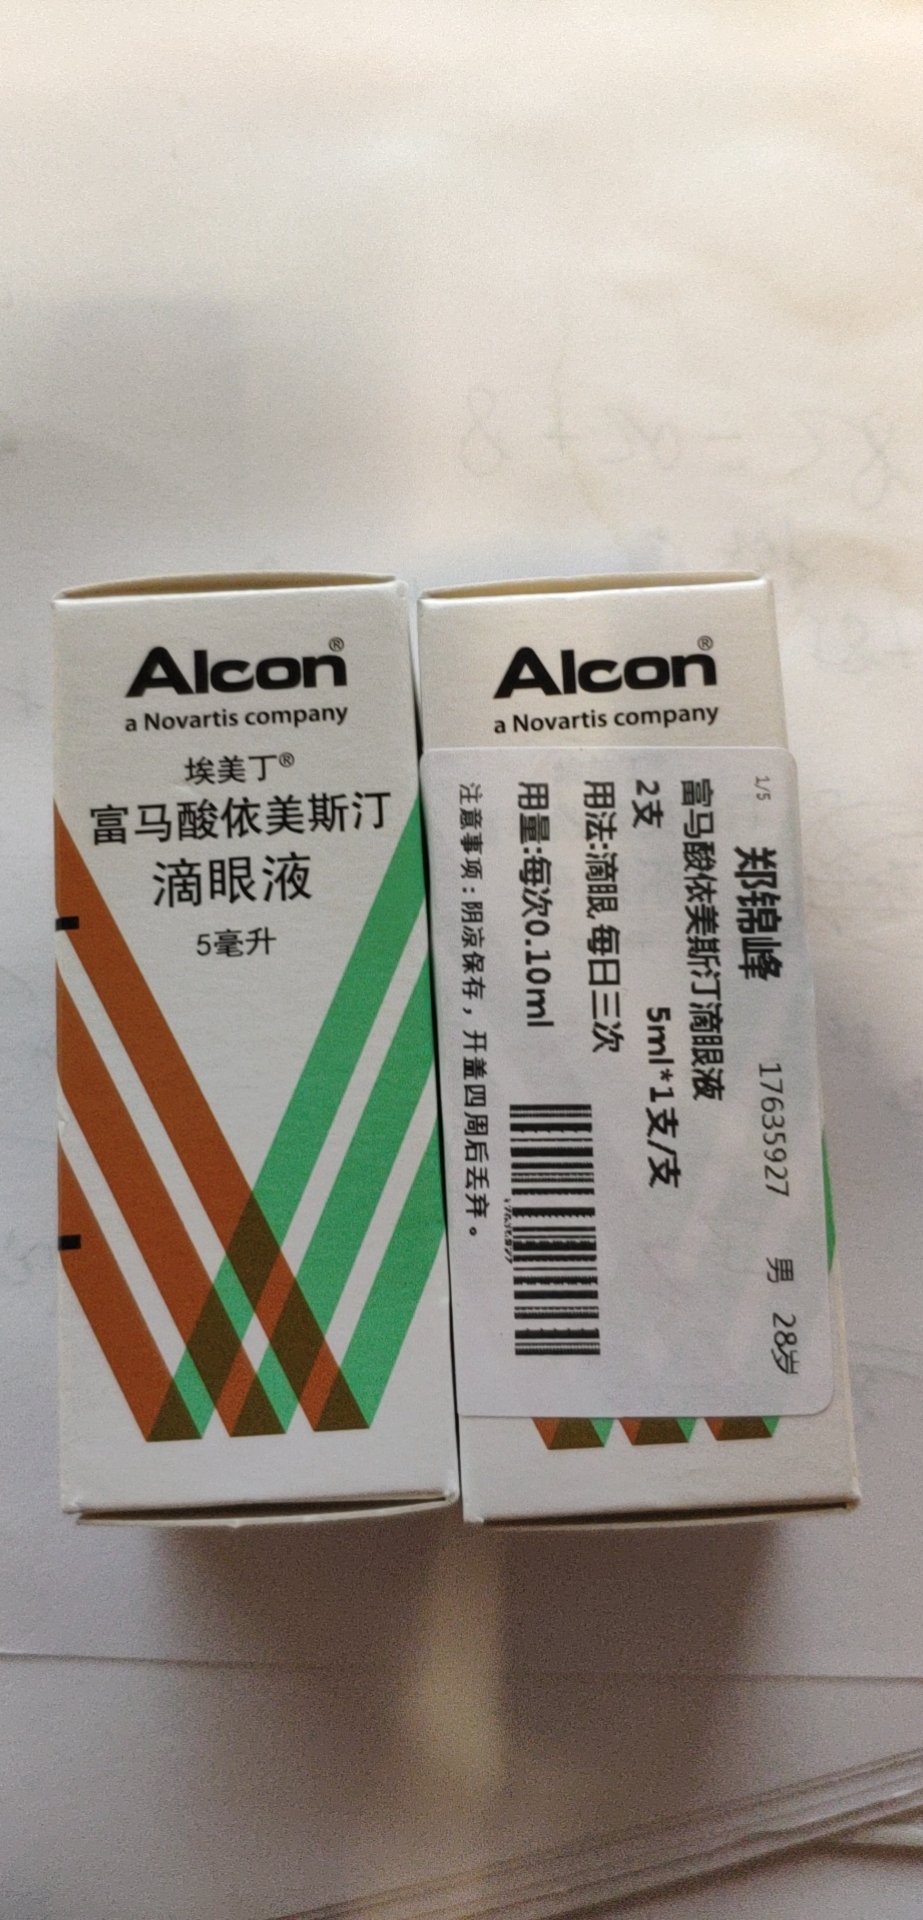 Alcon®
a Novartis company
埃美丁®
富马酸依美斯汀
滴眼液
5毫升
Alcon®
a Novartis company
1/5 郑锦峰 17635927 男 28岁
富马酸依美斯汀滴眼液
2支 5ml*1支/支
用法:滴眼 每日三次
用量:每次0.10ml
17635927
注意事项:阴凉保存,开盖四周后丢弃。